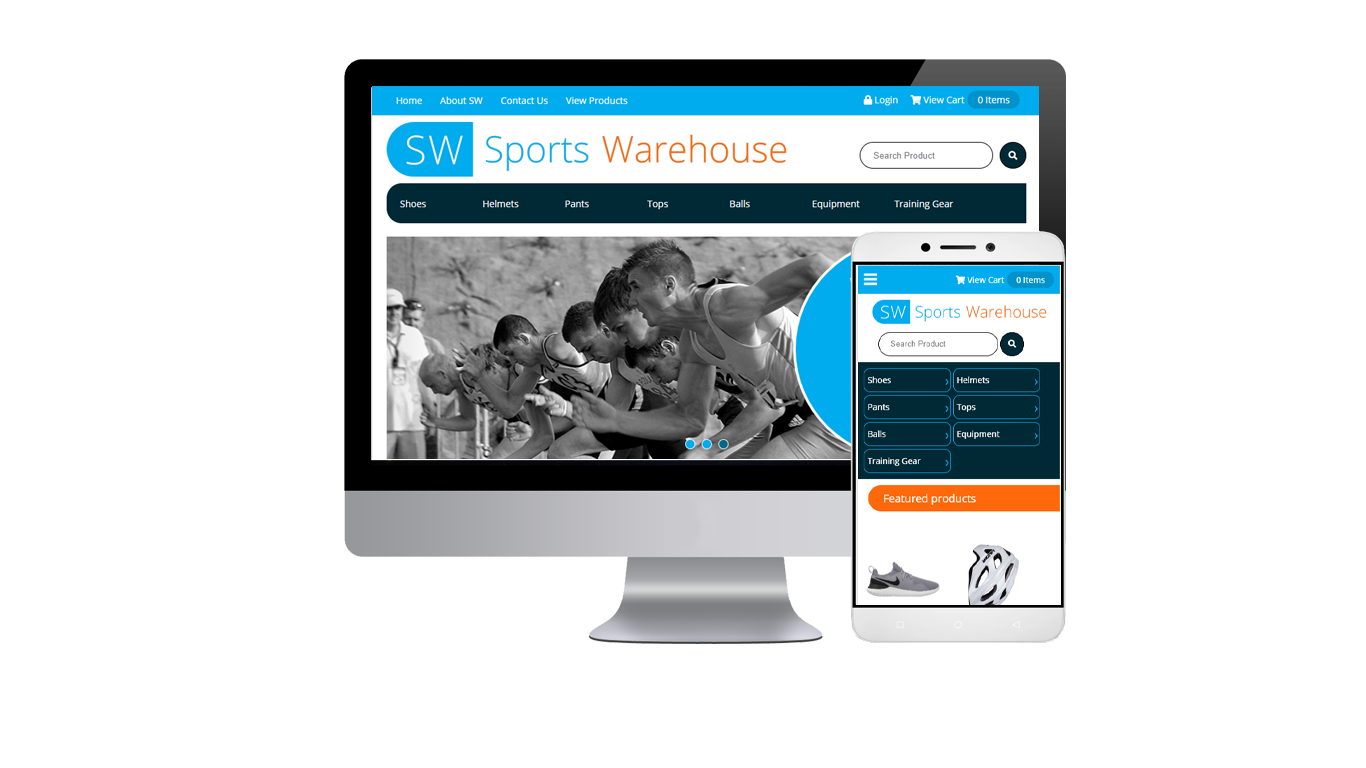 Home About SW Contact Us View Products Login View Cart 0 Items
SW Sports Warehouse
Search Product
Shoes Helmets Pants Tops Balls Equipment Training Gear
View Cart 0 Items
SW Sports Warehouse
Search Product
Shoes Helmets
Pants Tops
Balls Equipment
Training Gear
Featured products